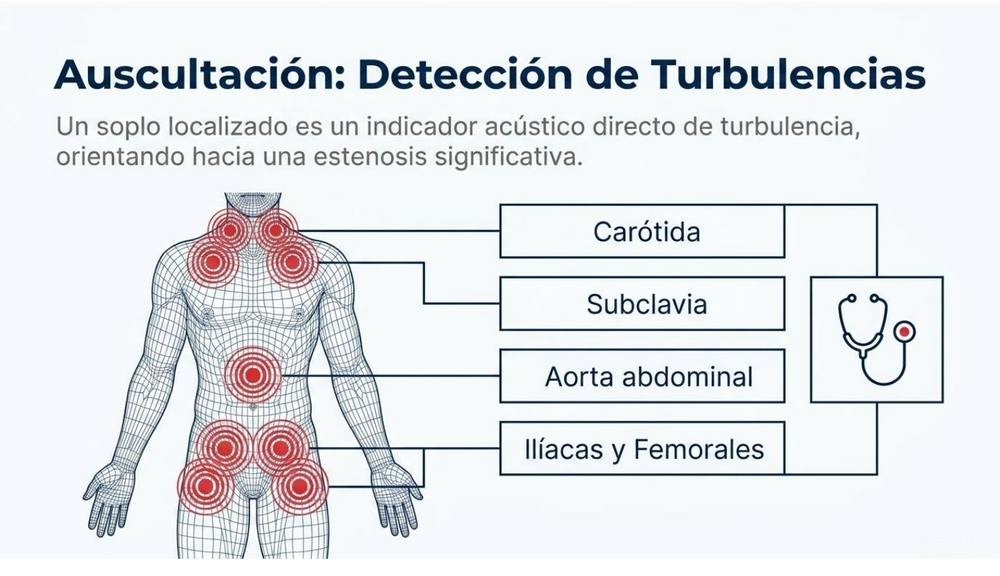 Auscultación: Detección de Turbulencias
Un soplo localizado es un indicador acústico directo de turbulencia,
orientando hacia una estenosis significativa.
Carótida
Subclavia
Aorta abdominal
Ilíacas y Femorales